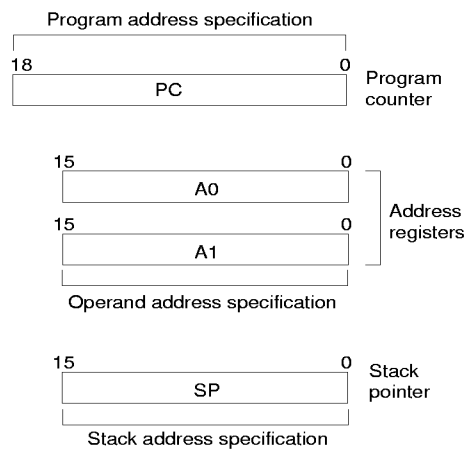 Program address specification
18 0
PC
Program
counter
15 0
A0
15 0
A1
Address
registers
Operand address specification
15 0
SP
Stack
pointer
Stack address specification